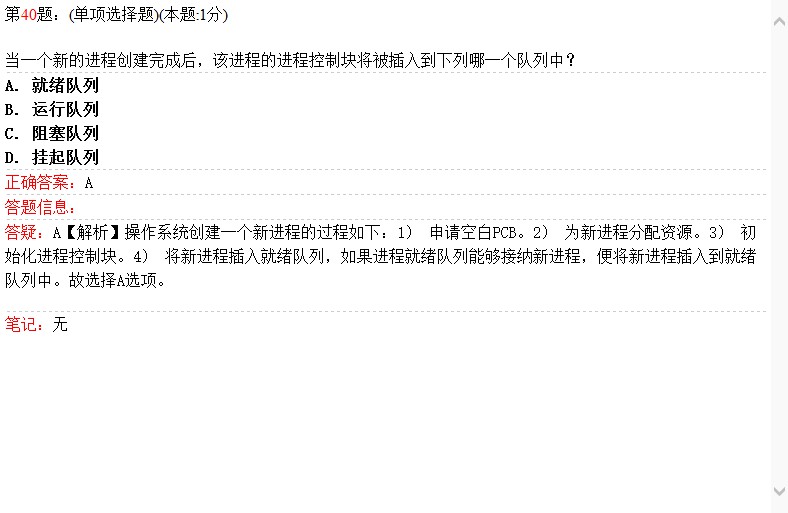 第40题：(单项选择题)(本题:1分)
当一个新的进程创建完成后，该进程的进程控制块将被插入到下列哪一个队列中?
A. 就绪队列
B. 运行队列
C. 阻塞队列
D. 挂起队列
正确答案：A
答题信息：
答疑：A【解析】操作系统创建一个新进程的过程如下：1） 申请空白PCB。2） 为新进程分配资源。3） 初
始化进程控制块。4） 将新进程插入就绪队列，如果进程就绪队列能够接纳新进程，便将新进程插入到就绪
队列中。故选择A选项。
笔记：无